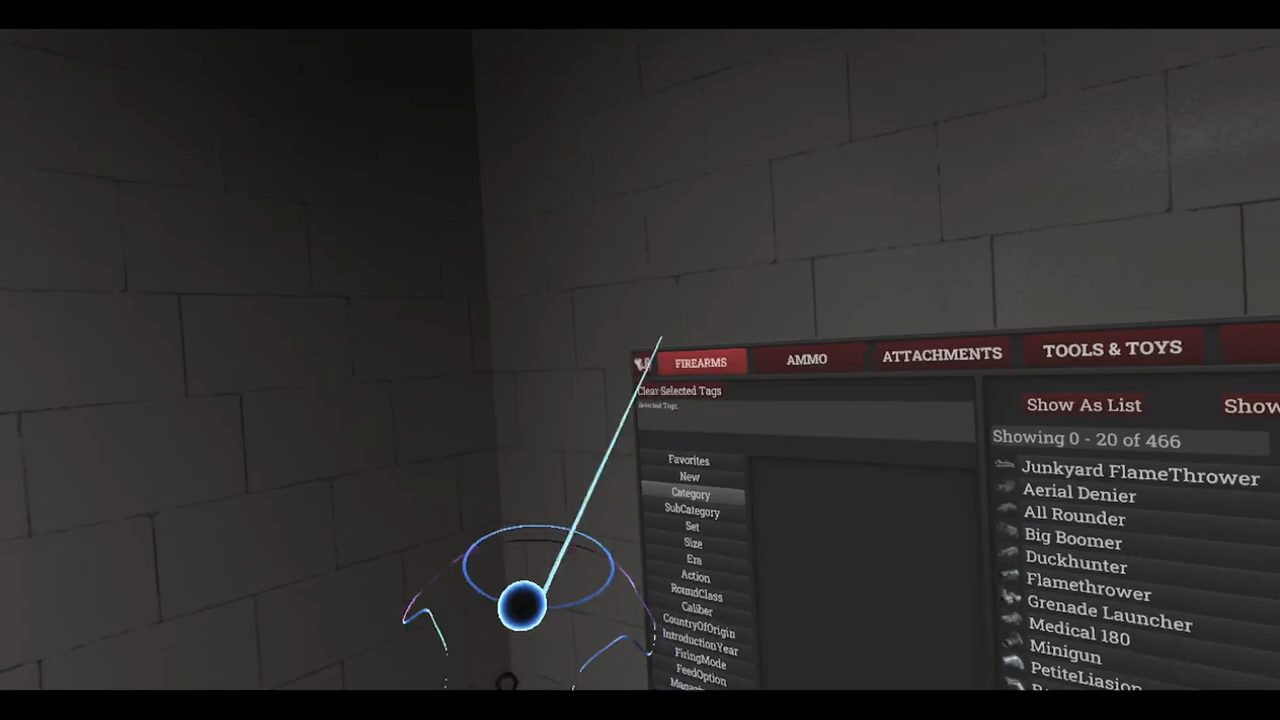 FIREARMS
AMMO
ATTACHMENTS
TOOLS & TOYS
Clear Selected Tags
Selected Tags:
Favorites
New
Category
SubCategory
Set
Size
Era
Action
RoundClass
Caliber
CountryOfOrigin
IntroductionYear
FiringMode
FeedOption
Show As List
Show
Showing 0 - 20 of 466
Junkyard FlameThrower
Aerial Denier
All Rounder
Big Boomer
Duckhunter
Flamethrower
Grenade Launcher
Medical 180
Minigun
PetiteLiasion